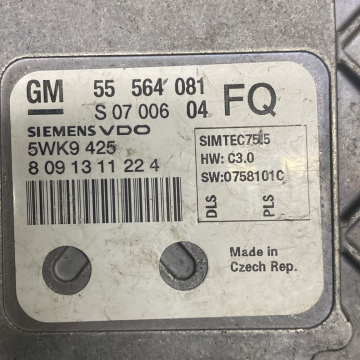 GM 55 564 081
S 07 006 04 FQ
SIEMENS VDO
5WK9 425
8 09 13 11 22 4
SIMTEC75.5
HW: C3.0
SW:0758101C
DLS
PLS
Made in
Czech Rep.